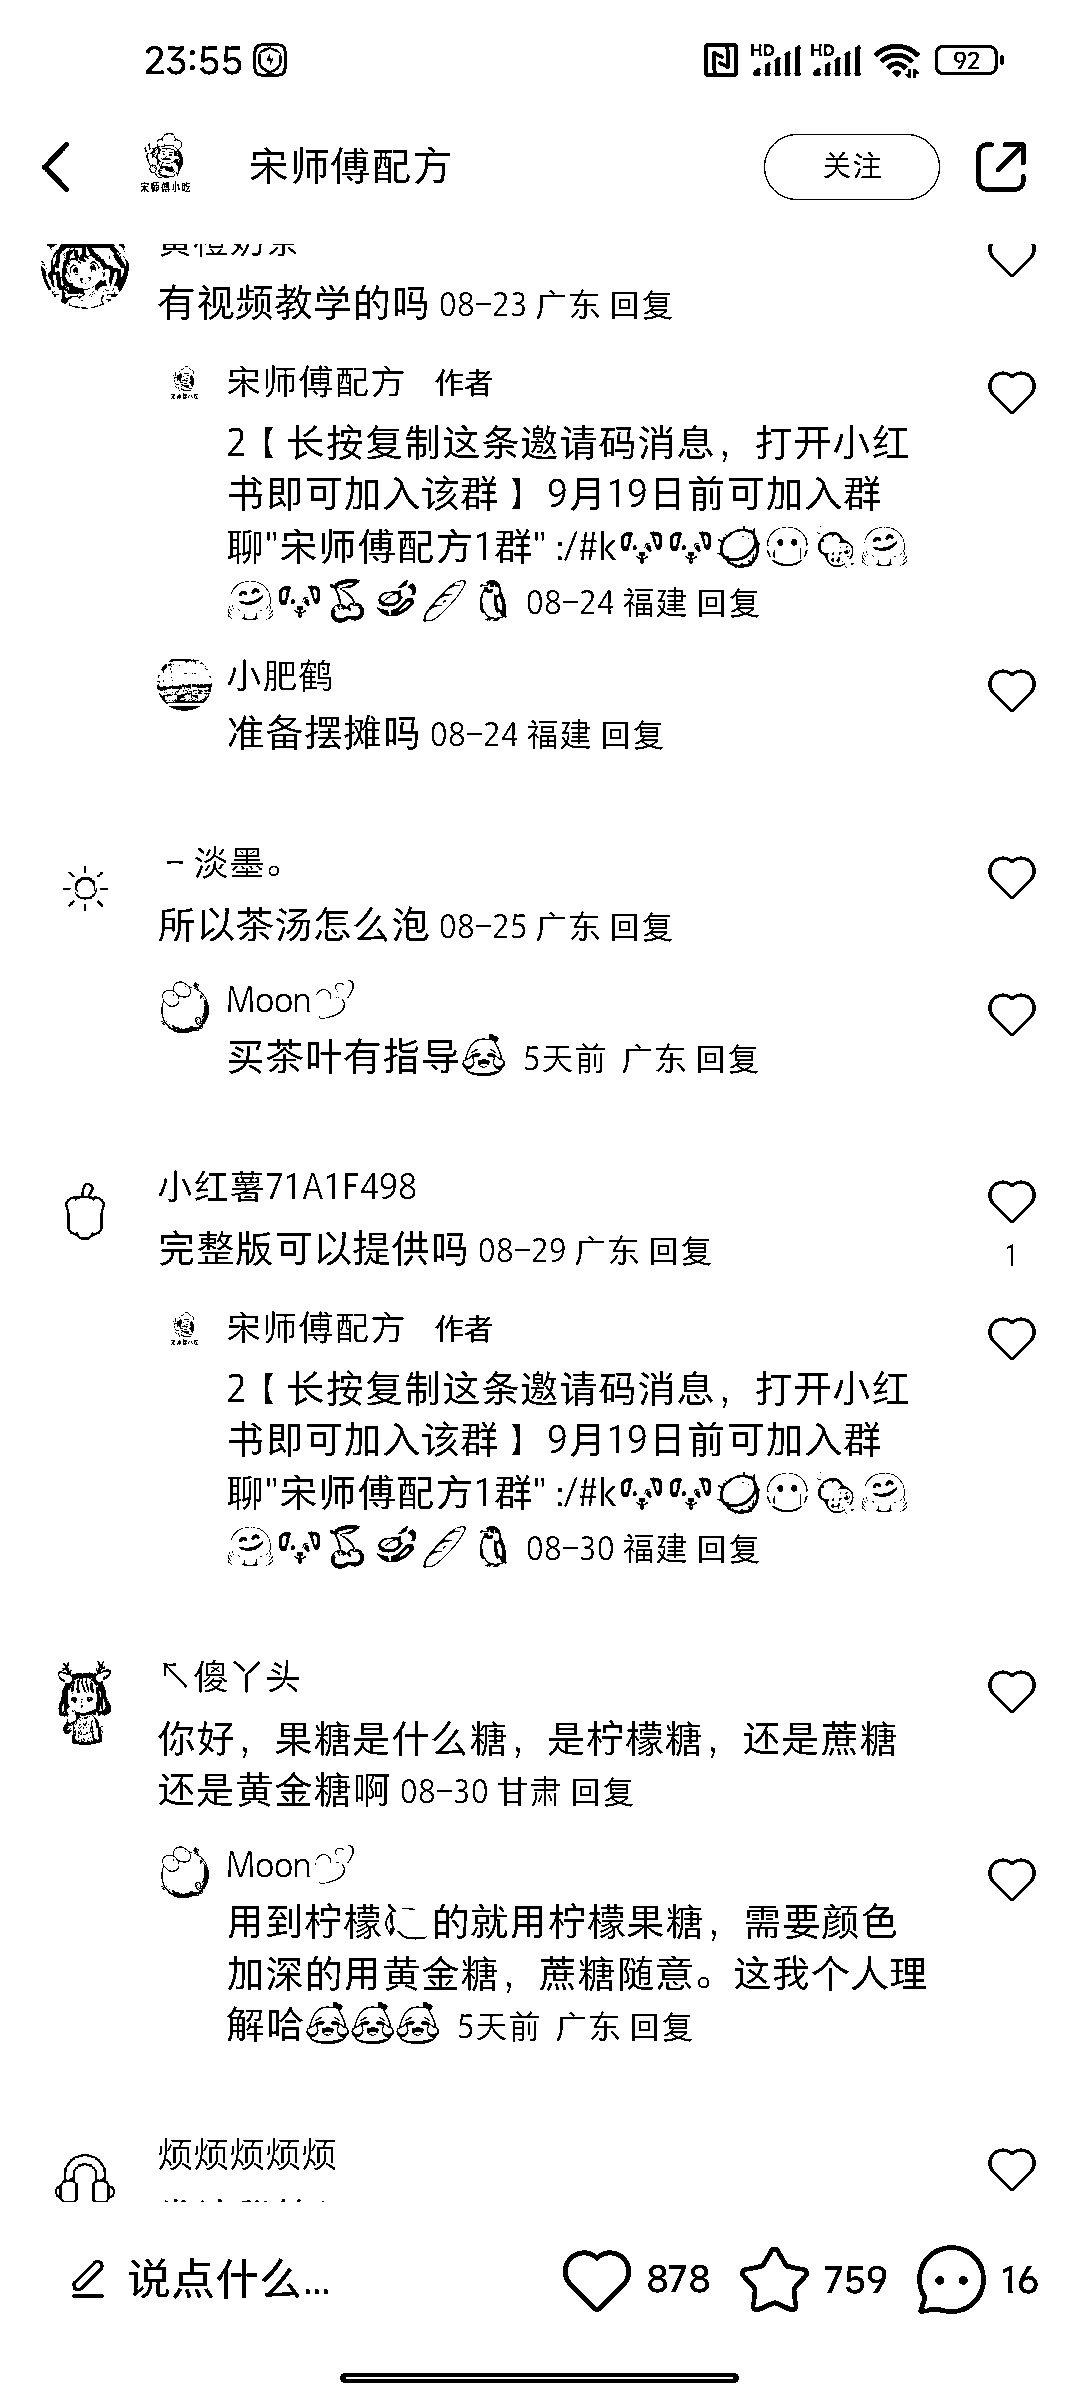 23:55 HD HD 92
宋师傅小吃 宋师傅配方 关注
黄橙奶茶
有视频教学的吗 08-23 广东 回复
宋师傅配方 作者
2【 长按复制这条邀请码消息，打开小红
书即可加入该群 】 9月19日前可加入群
聊"宋师傅配方1群" :/#k🐶🐶🥥😶🍪🤗
🤗🐶🍒🍛🥖🐧 08-24 福建 回复
小肥鹤
准备摆摊吗 08-24 福建 回复
－淡墨。
所以茶汤怎么泡 08-25 广东 回复
Moon
买茶叶有指导 5天前 广东 回复
小红薯71A1F498
完整版可以提供吗 08-29 广东 回复
1
宋师傅配方 作者
2【 长按复制这条邀请码消息，打开小红
书即可加入该群 】 9月19日前可加入群
聊"宋师傅配方1群" :/#k🐶🐶🥥😶🍪🤗
🤗🐶🍒🍛🥖🐧 08-30 福建 回复
↖傻丫头
你好，果糖是什么糖，是柠檬糖，还是蔗糖
还是黄金糖啊 08-30 甘肃 回复
Moon
用到柠檬🍋的就用柠檬果糖，需要颜色
加深的用黄金糖，蔗糖随意。这我个人理
解哈 5天前 广东 回复
烦烦烦烦烦
说点什么... 878 759 16